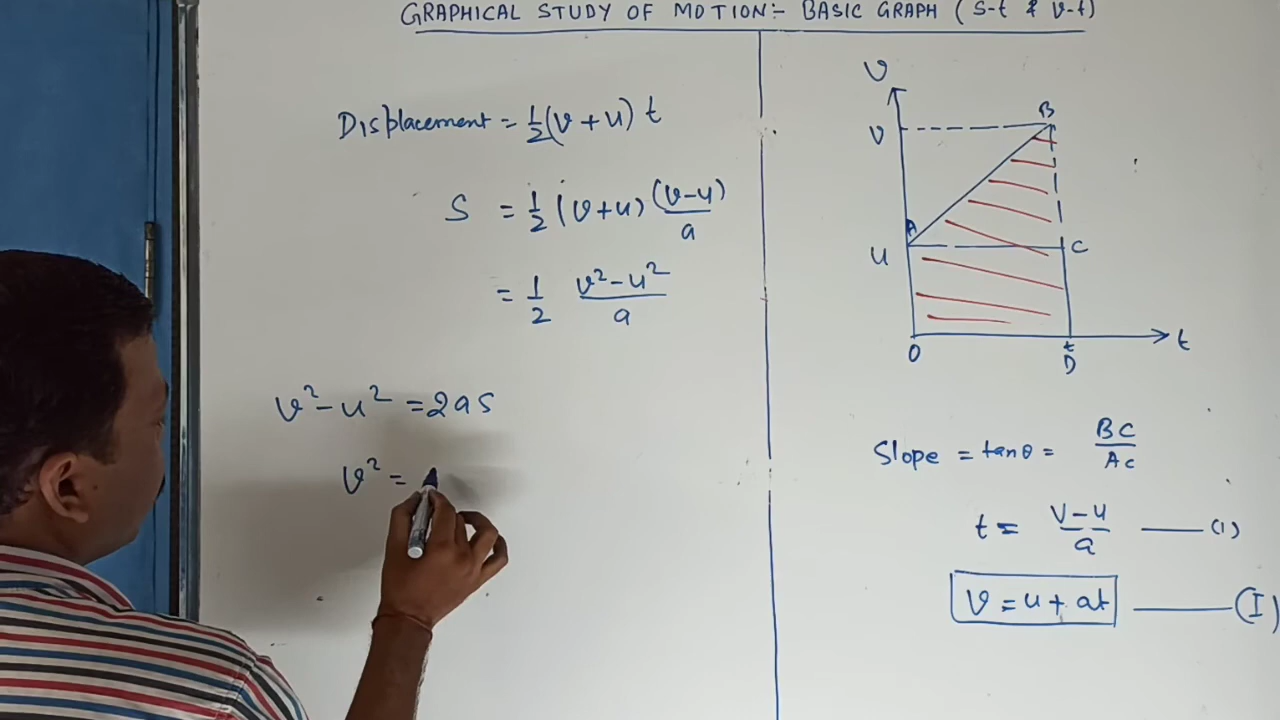 GRAPHICAL STUDY OF MOTION:- BASIC GRAPH ( S-t & v-t)
Displacement = 1/2 (v + u) t
S = 1/2 (v+u) (v-u)/a
= 1/2 (v² - u²)/a
v² - u² = 2as
v² =
v
B
v
A
u
C
O
t
D
t
Slope = tanθ = BC/AC
t = (v - u)/a —— (1)
v = u + at —— (I)